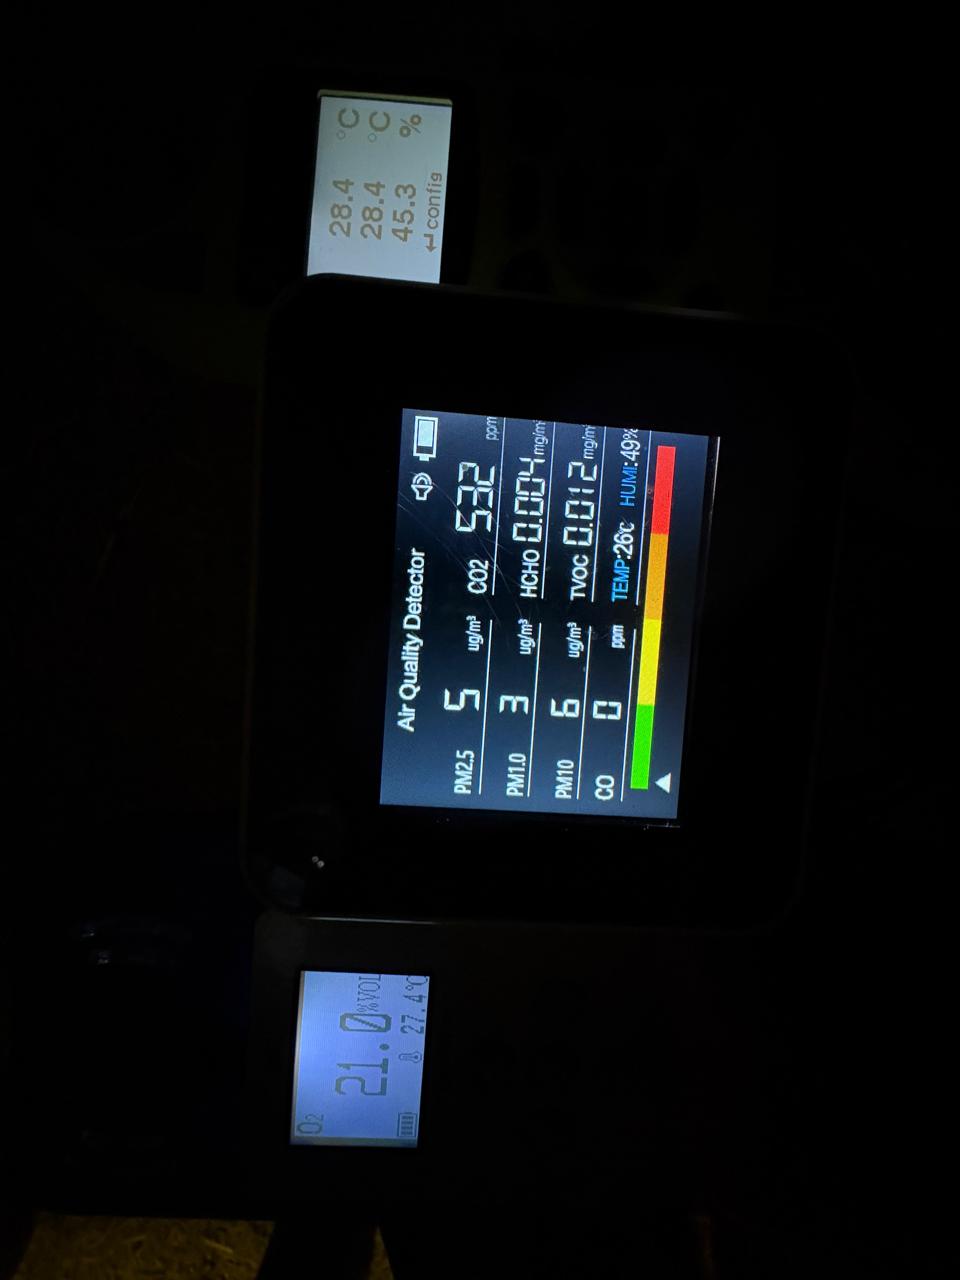 O2
21.0 %VOL
27.4°C
Air Quality Detector
PM2.5 5 ug/m³ CO2 532 ppm
PM1.0 3 ug/m³ HCHO 0.004 mg/m³
PM10 6 ug/m³ TVOC 0.012 mg/m³
CO 0 ppm TEMP:26℃ HUMI:49%
28.4 °C
28.4 °C
45.3 %
↵ config